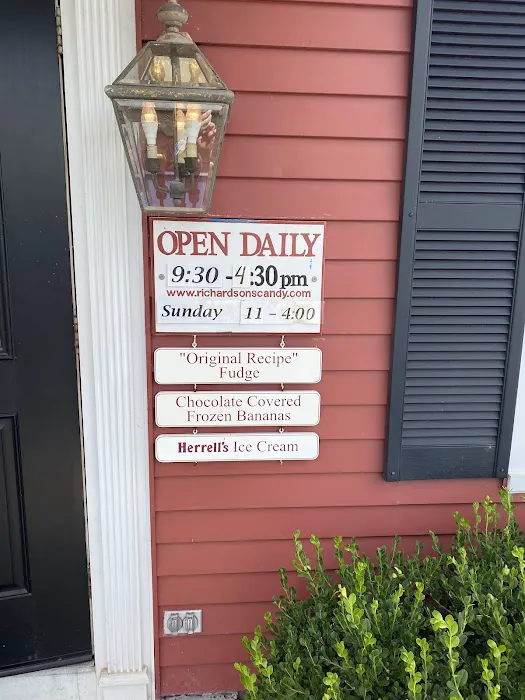 OPEN DAILY
9:30 - 4:30 pm
www.richardsonscandy.com
Sunday 11 - 4:00
"Original Recipe"
Fudge
Chocolate Covered
Frozen Bananas
Herrell's Ice Cream